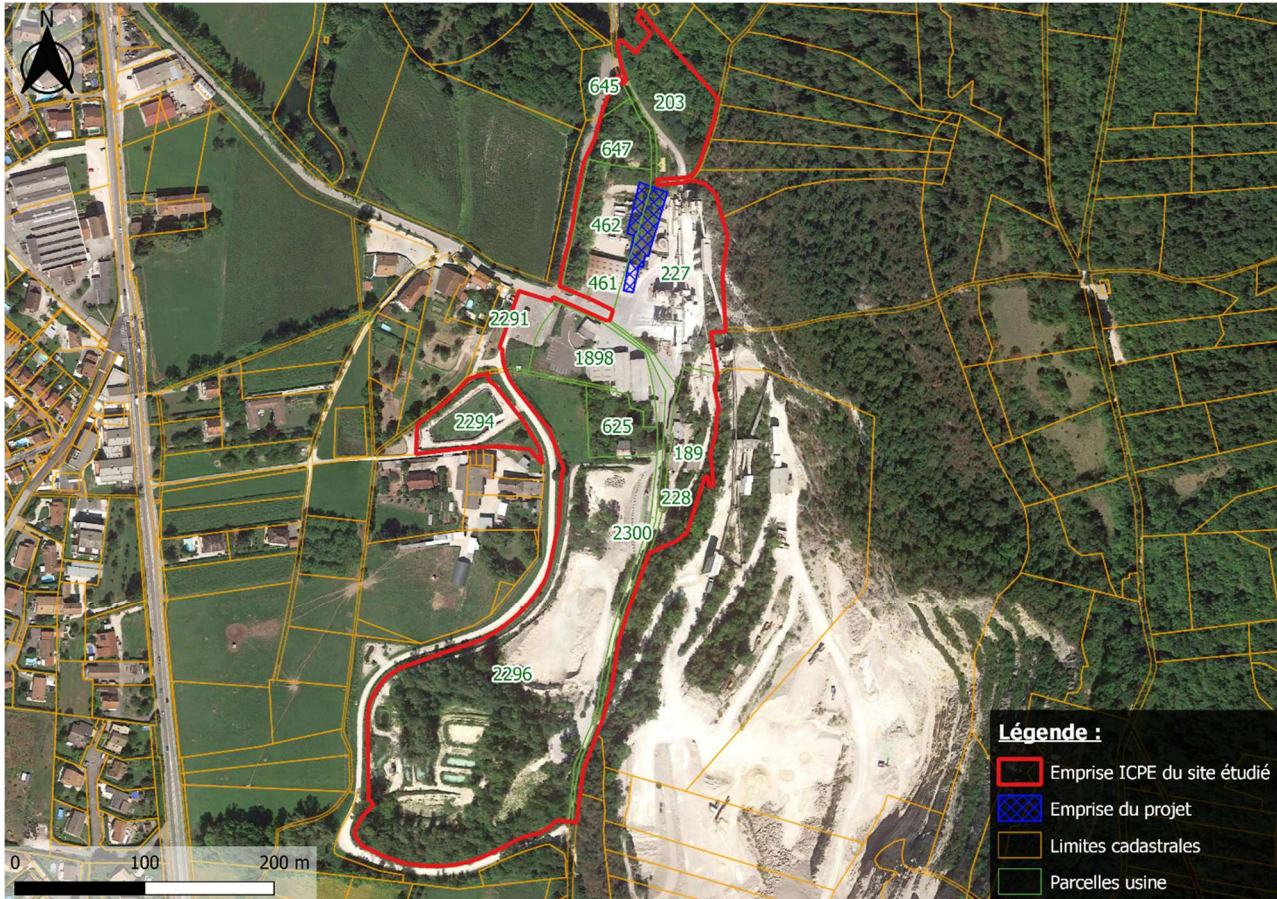 N
645
203
647
462
227
461
2291
1898
2294
625
189
228
2300
2296
0 100 200 m
Légende :
Emprise ICPE du site étudié
Emprise du projet
Limites cadastrales
Parcelles usine